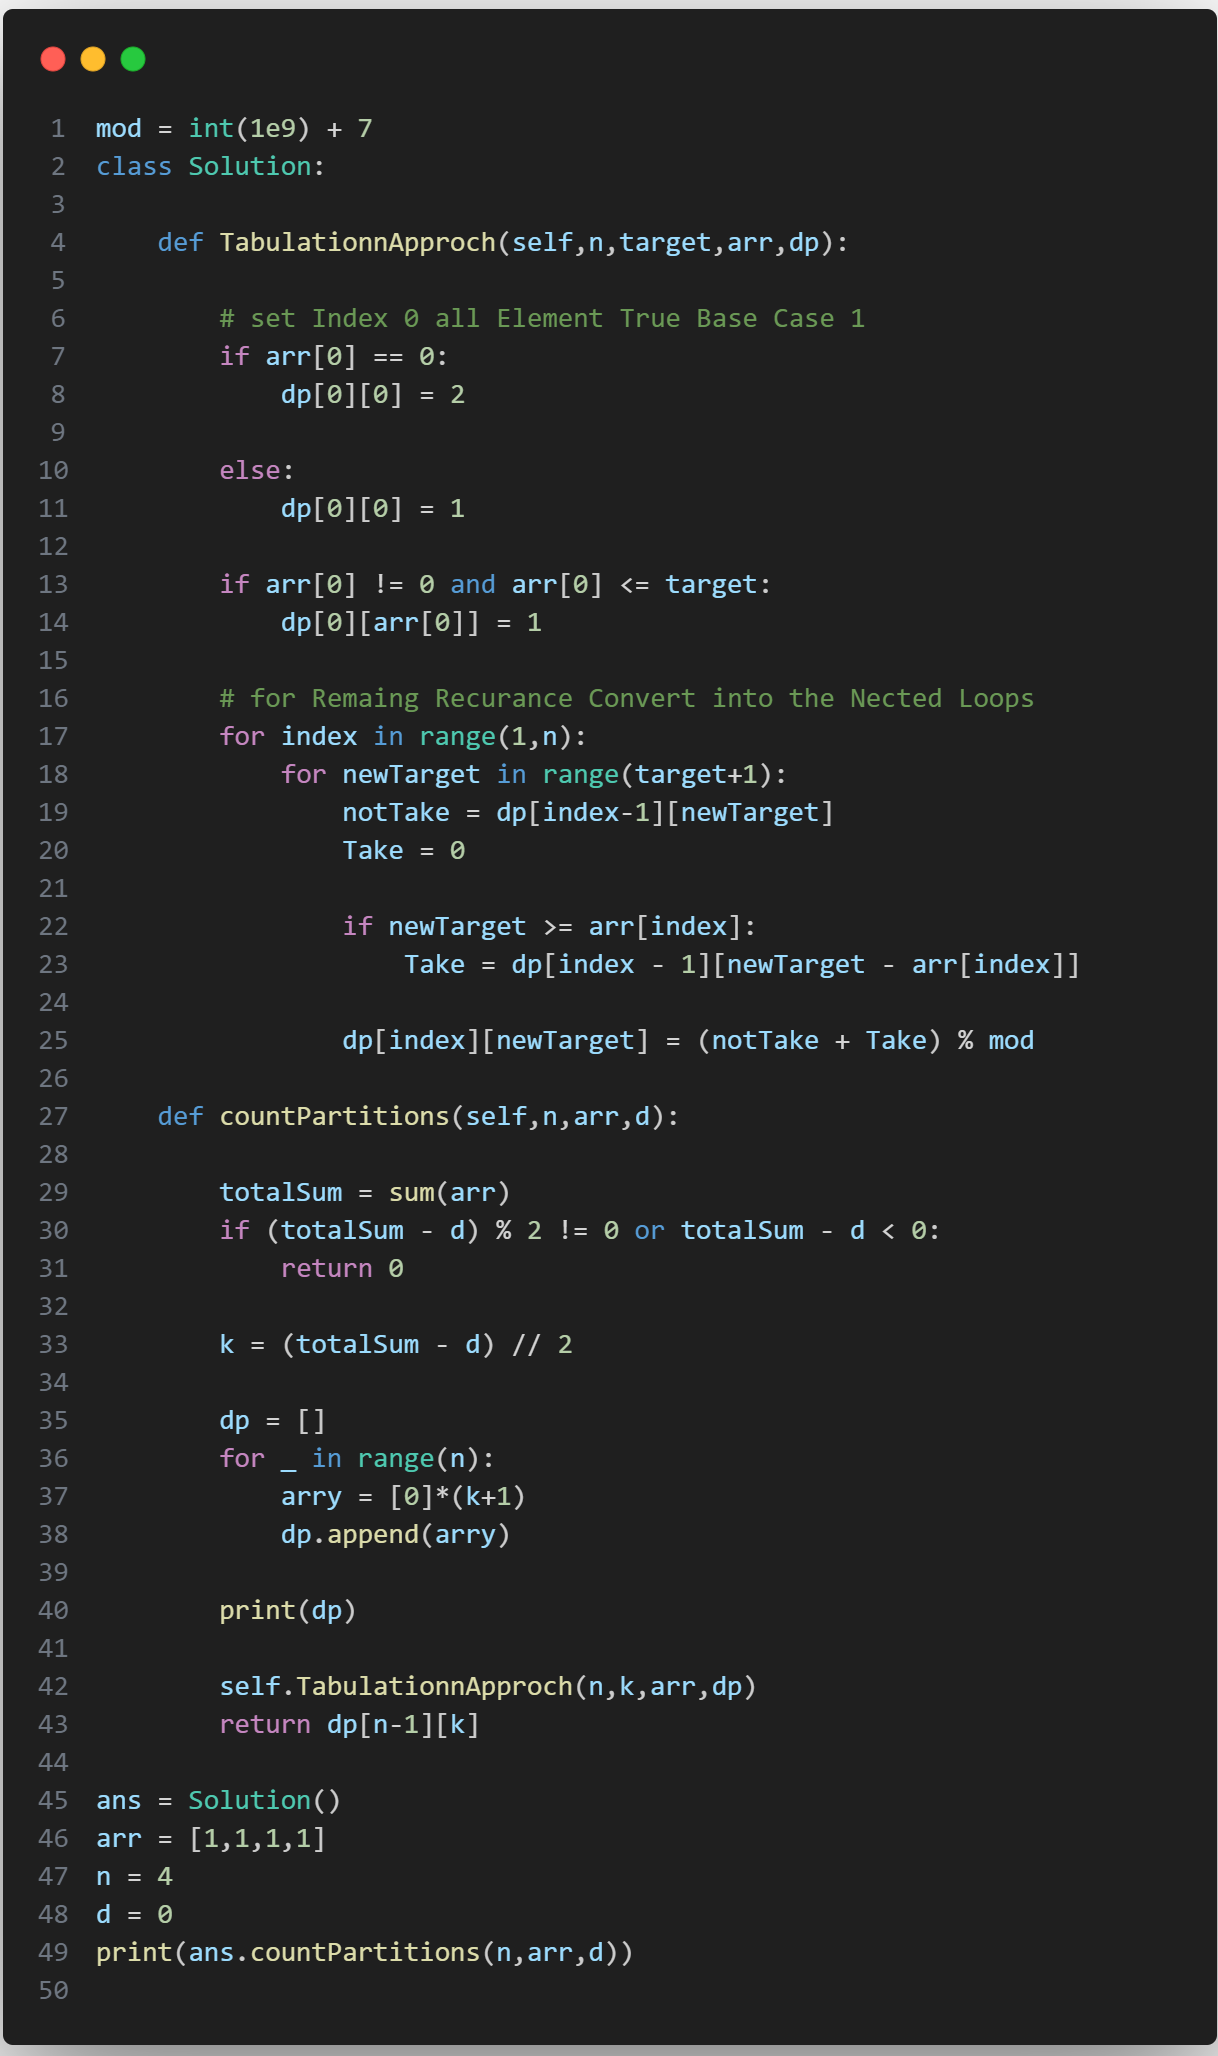 1 mod = int(1e9) + 7
2 class Solution:
3
4     def TabulationnApproch(self,n,target,arr,dp):
5
6         # set Index 0 all Element True Base Case 1
7         if arr[0] == 0:
8             dp[0][0] = 2
9
10         else:
11             dp[0][0] = 1
12
13         if arr[0] != 0 and arr[0] <= target:
14             dp[0][arr[0]] = 1
15
16         # for Remaing Recurance Convert into the Nected Loops
17         for index in range(1,n):
18             for newTarget in range(target+1):
19                 notTake = dp[index-1][newTarget]
20                 Take = 0
21
22                 if newTarget >= arr[index]:
23                     Take = dp[index - 1][newTarget - arr[index]]
24
25                 dp[index][newTarget] = (notTake + Take) % mod
26
27     def countPartitions(self,n,arr,d):
28
29         totalSum = sum(arr)
30         if (totalSum - d) % 2 != 0 or totalSum - d < 0:
31             return 0
32
33         k = (totalSum - d) // 2
34
35         dp = []
36         for _ in range(n):
37             arry = [0]*(k+1)
38             dp.append(arry)
39
40         print(dp)
41
42         self.TabulationnApproch(n,k,arr,dp)
43         return dp[n-1][k]
44
45 ans = Solution()
46 arr = [1,1,1,1]
47 n = 4
48 d = 0
49 print(ans.countPartitions(n,arr,d))
50